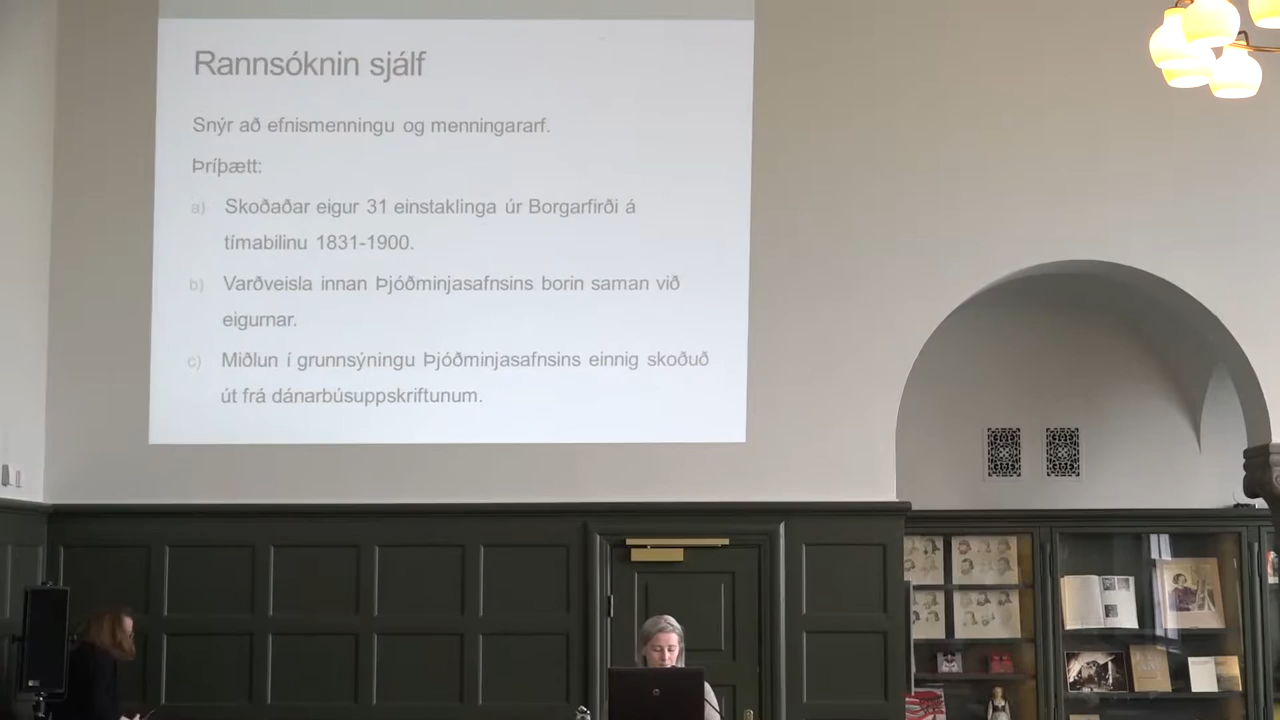 Rannsóknin sjálf
Snýr að efnismenningu og menningararf.
Þríþætt:
a) Skoðaðar eigur 31 einstaklinga úr Borgarfirði á
tímabilinu 1831-1900.
b) Varðveisla innan Þjóðminjasafnsins borin saman við
eigurnar.
c) Miðlun í grunnsýningu Þjóðminjasafnsins einnig skoðuð
út frá dánarbúsuppskriftunum.